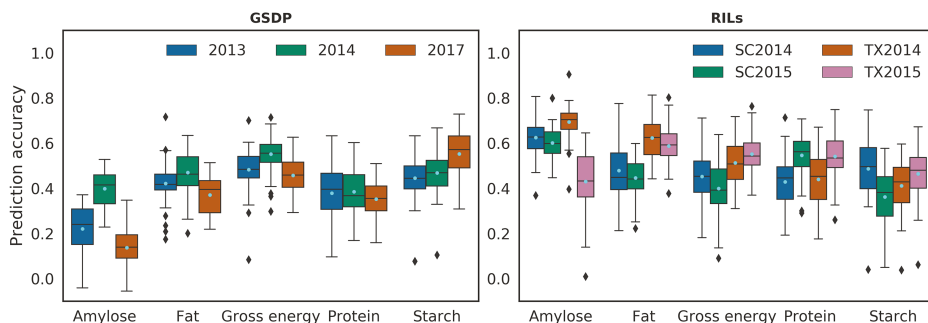 GSDP
RILs
Prediction accuracy
1.0
0.8
0.6
0.4
0.2
0.0
2013
2014
2017
Amylose
Fat
Gross energy
Protein
Starch
1.0
0.8
0.6
0.4
0.2
0.0
SC2014
TX2014
SC2015
TX2015
Amylose
Fat
Gross energy
Protein
Starch